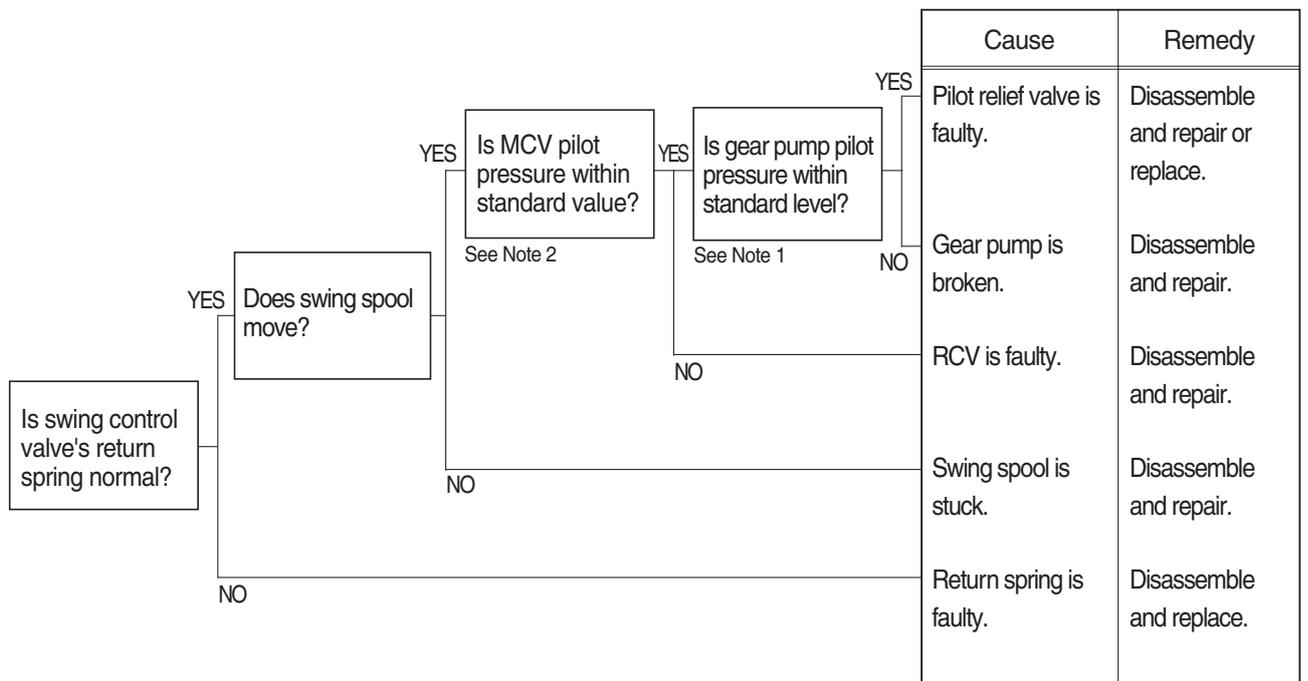 Cause
Remedy
YES
Pilot relief valve is
faulty.
Disassemble
and repair or
replace.
YES
Is MCV pilot
pressure within
standard value?
See Note 2
YES
Is gear pump pilot
pressure within
standard level?
See Note 1
NO
Gear pump is
broken.
Disassemble
and repair.
YES
Does swing spool
move?
NO
RCV is faulty.
Disassemble
and repair.
Is swing control
valve's return
spring normal?
NO
Swing spool is
stuck.
Disassemble
and repair.
NO
Return spring is
faulty.
Disassemble
and replace.